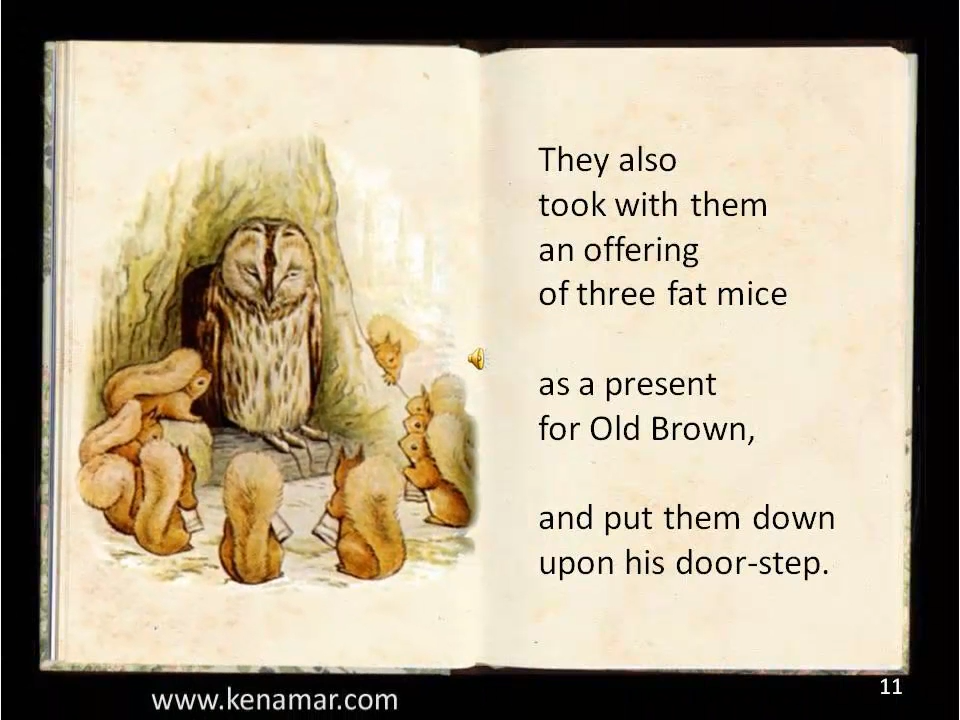 They also
took with them
an offering
of three fat mice
as a present
for Old Brown,
and put them down
upon his door-step.
11
www.kenamar.com